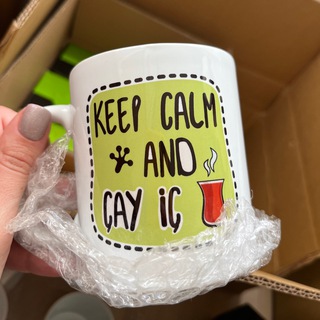 KEEP CALM
AND
ÇAY İÇ